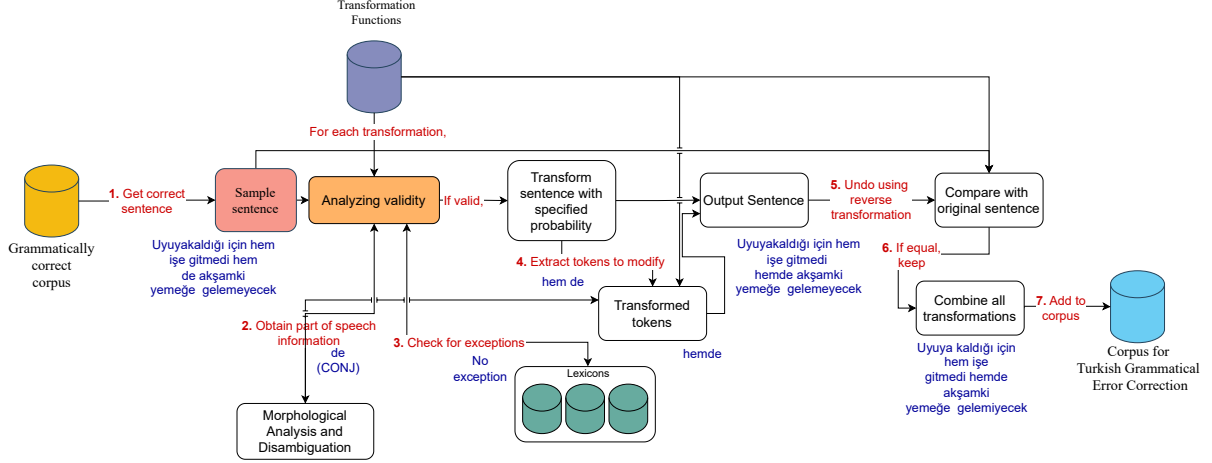 Transformation
Functions
For each transformation,
1. Get correct
sentence
Grammatically
correct
corpus
Sample
sentence
Uyuyakaldığı için hem
işe gitmedi hem
de akşamki
yemeğe gelemeyecek
Analyzing validity
If valid,
Transform
sentence with
specified
probability
4. Extract tokens to modify
hem de
Output Sentence
Uyuyakaldığı için hem
işe gitmedi
hemde akşamki
yemeğe gelemeyecek
5. Undo using
reverse
transformation
Compare with
original sentence
6. If equal,
keep
Transformed
tokens
hemde
2. Obtain part of speech
information
de
(CONJ)
3. Check for exceptions
No
exception
Lexicons
Morphological
Analysis and
Disambiguation
Combine all
transformations
Uyuya kaldığı için
hem işe
gitmedi hemde
akşamki
yemeğe gelemiyecek
7. Add to
corpus
Corpus for
Turkish Grammatical
Error Correction